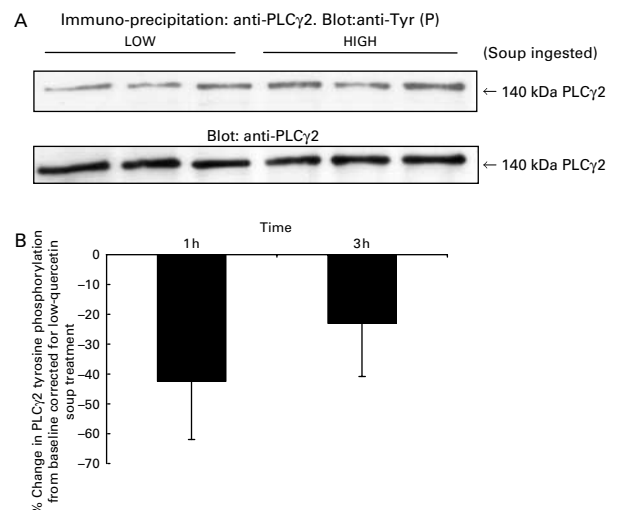 A
Immuno-precipitation: anti-PLCγ2. Blot:anti-Tyr (P)
LOW HIGH
(Soup ingested)
← 140 kDa PLCγ2
Blot: anti-PLCγ2
← 140 kDa PLCγ2
B
Time
1 h 3 h
% Change in PLCγ2 tyrosine phosphorylation
from baseline corrected for low-quercetin
soup treatment
0
–10
–20
–30
–40
–50
–60
–70